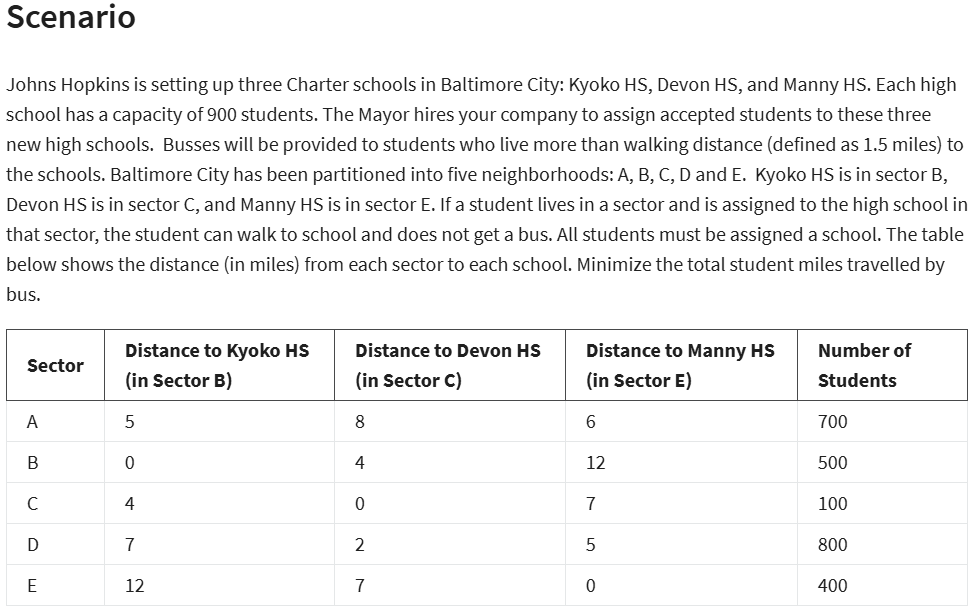 Scenario
Johns Hopkins is setting up three Charter schools in Baltimore City: Kyoko HS, Devon HS, and Manny HS. Each high
school has a capacity of 900 students. The Mayor hires your company to assign accepted students to these three
new high schools.  Busses will be provided to students who live more than walking distance (defined as 1.5 miles) to
the schools. Baltimore City has been partitioned into five neighborhoods: A, B, C, D and E.  Kyoko HS is in sector B,
Devon HS is in sector C, and Manny HS is in sector E. If a student lives in a sector and is assigned to the high school in
that sector, the student can walk to school and does not get a bus. All students must be assigned a school. The table
below shows the distance (in miles) from each sector to each school. Minimize the total student miles travelled by
bus.
Sector | Distance to Kyoko HS (in Sector B) | Distance to Devon HS (in Sector C) | Distance to Manny HS (in Sector E) | Number of Students
A 5 8 6 700
B 0 4 12 500
C 4 0 7 100
D 7 2 5 800
E 12 7 0 400